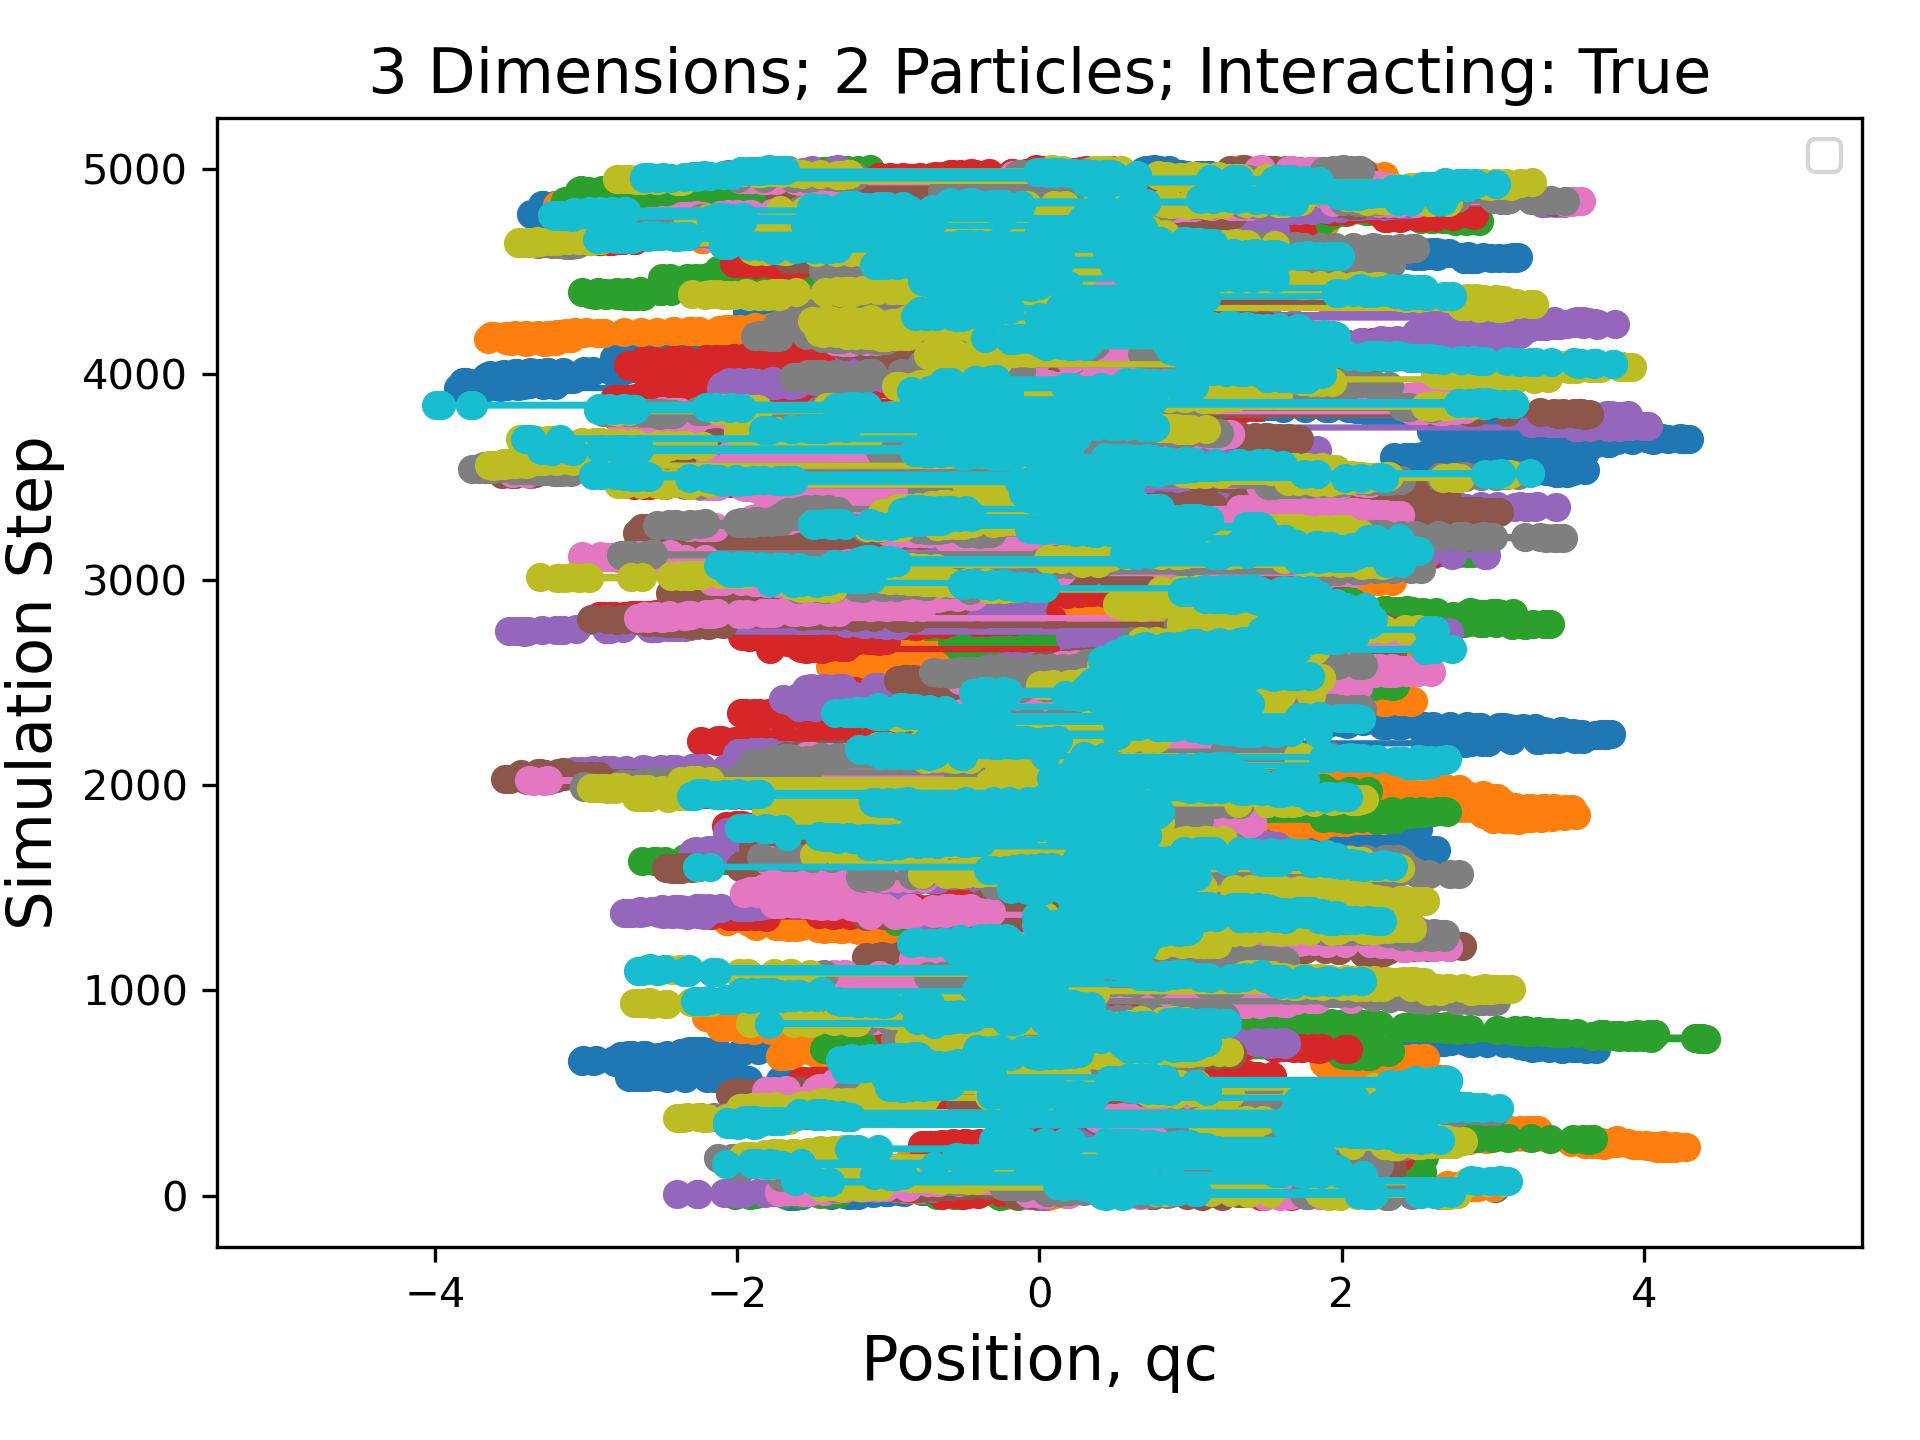 3 Dimensions; 2 Particles; Interacting: True
Simulation Step
5000
4000
3000
2000
1000
0
−4 −2 0 2 4
Position, qc